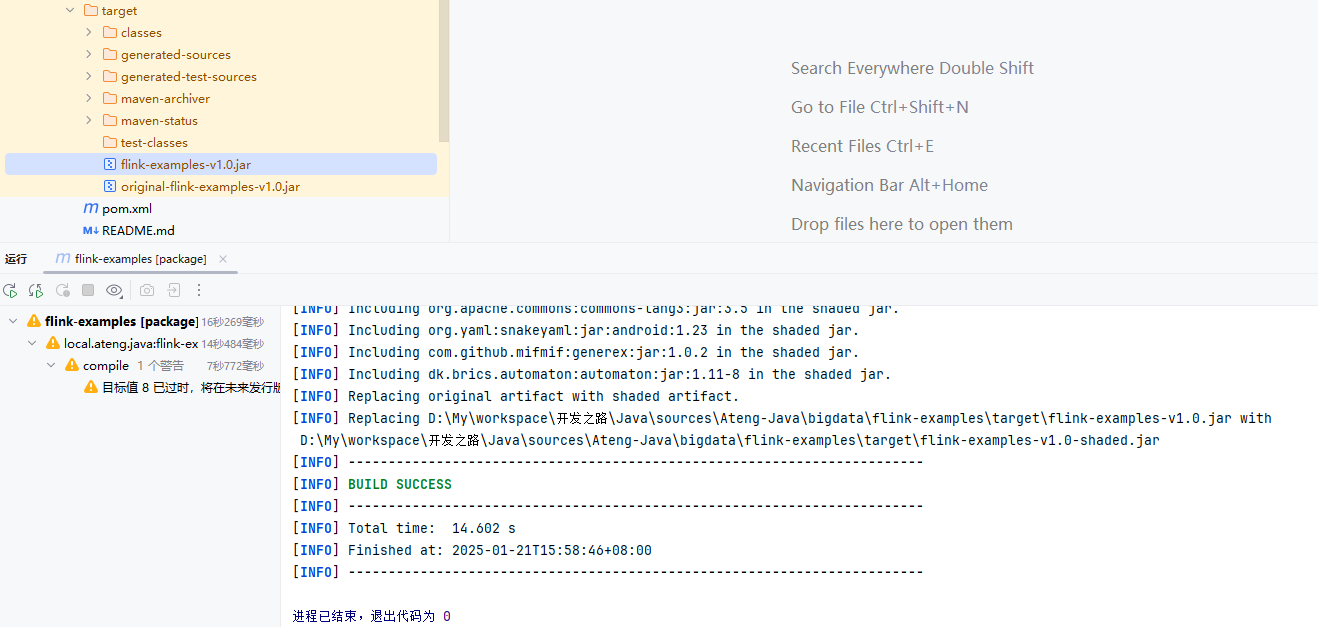 target
classes
generated-sources
generated-test-sources
maven-archiver
maven-status
test-classes
flink-examples-v1.0.jar
original-flink-examples-v1.0.jar
pom.xml
README.md
Search Everywhere Double Shift
Go to File Ctrl+Shift+N
Recent Files Ctrl+E
Navigation Bar Alt+Home
Drop files here to open them
运行
flink-examples [package]
flink-examples [package] 16秒269毫秒
local.ateng.java:flink-ex 14秒484毫秒
compile 1 个警告 7秒772毫秒
目标值 8 已过时，将在未来发行版
[INFO] Including org.apache.commons:commons-lang3:jar:3.5 in the shaded jar.
[INFO] Including org.yaml:snakeyaml:jar:android:1.23 in the shaded jar.
[INFO] Including com.github.mifmif:generex:jar:1.0.2 in the shaded jar.
[INFO] Including dk.brics.automaton:automaton:jar:1.11-8 in the shaded jar.
[INFO] Replacing original artifact with shaded artifact.
[INFO] Replacing D:\My\workspace\开发之路\Java\sources\Ateng-Java\bigdata\flink-examples\target\flink-examples-v1.0.jar with
D:\My\workspace\开发之路\Java\sources\Ateng-Java\bigdata\flink-examples\target\flink-examples-v1.0-shaded.jar
[INFO] ------------------------------------------------------------------------
[INFO] BUILD SUCCESS
[INFO] ------------------------------------------------------------------------
[INFO] Total time:  14.602 s
[INFO] Finished at: 2025-01-21T15:58:46+08:00
[INFO] ------------------------------------------------------------------------
进程已结束，退出代码为 0